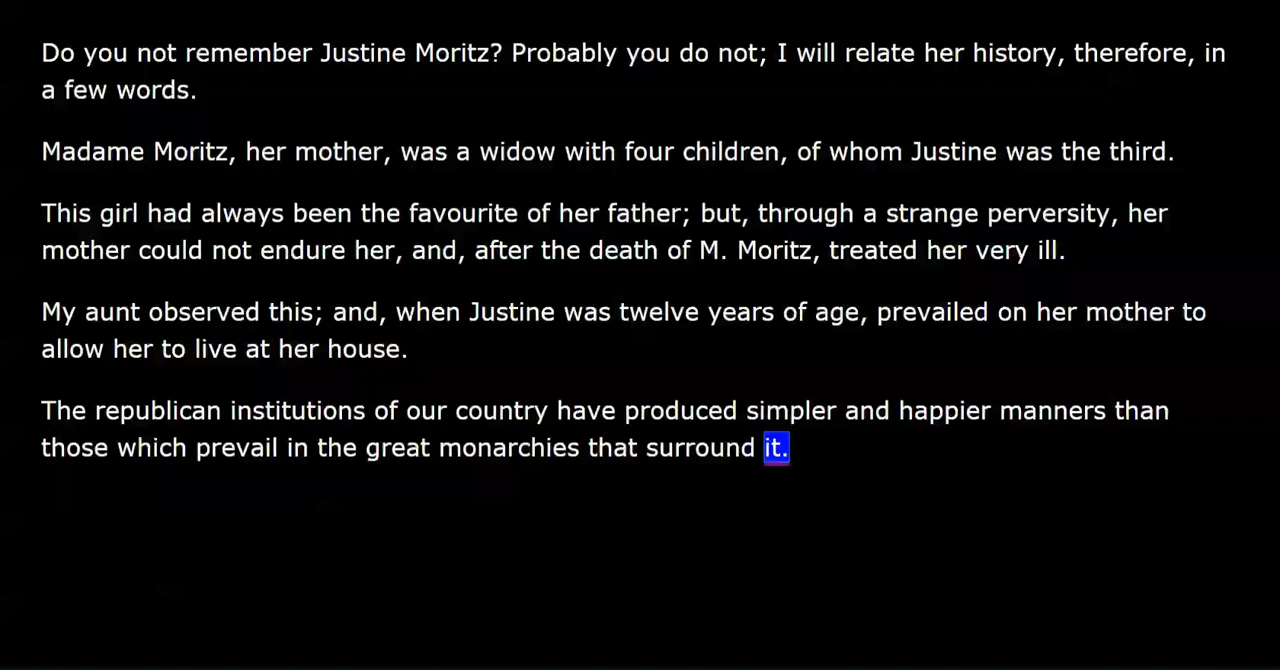 Do you not remember Justine Moritz? Probably you do not; I will relate her history, therefore, in
a few words.
Madame Moritz, her mother, was a widow with four children, of whom Justine was the third.
This girl had always been the favourite of her father; but, through a strange perversity, her
mother could not endure her, and, after the death of M. Moritz, treated her very ill.
My aunt observed this; and, when Justine was twelve years of age, prevailed on her mother to
allow her to live at her house.
The republican institutions of our country have produced simpler and happier manners than
those which prevail in the great monarchies that surround it.